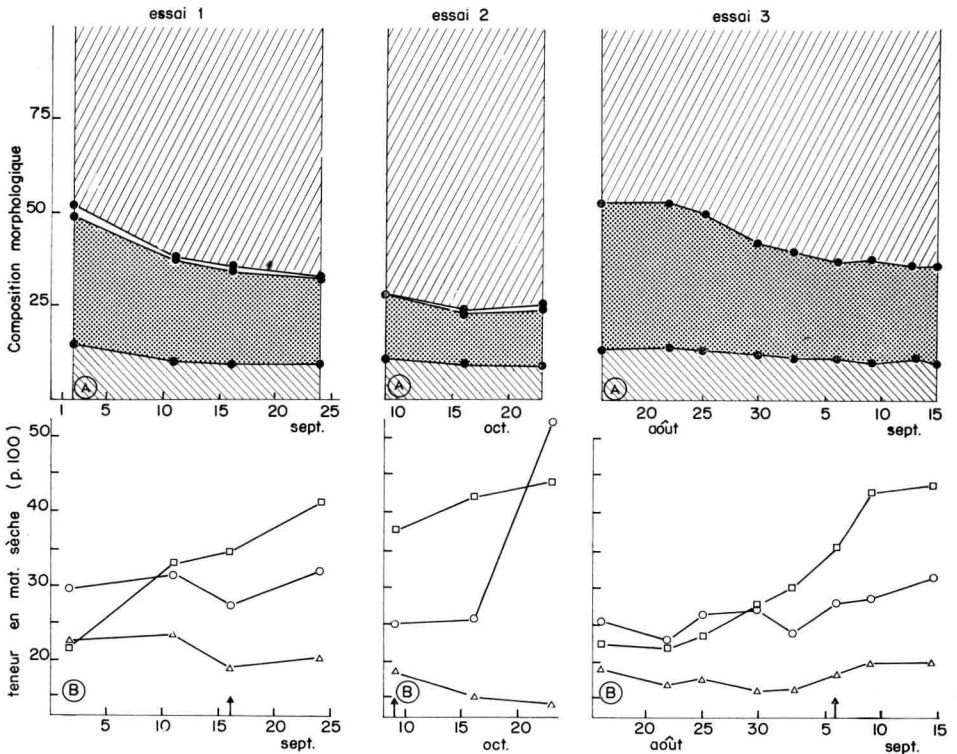 essai 1
essai 2
essai 3
Composition morphologique
75
50
25
A
A
A
1 5 10 15 20 25
sept.
10 15 20
oct.
20 25 30 5 10 15
août sept.
teneur en mat. sèche (p. 100)
50
40
30
20
B
B
B
5 10 15 20 25
sept.
10 15 20
oct.
20 25 30 5 10 15
août sept.